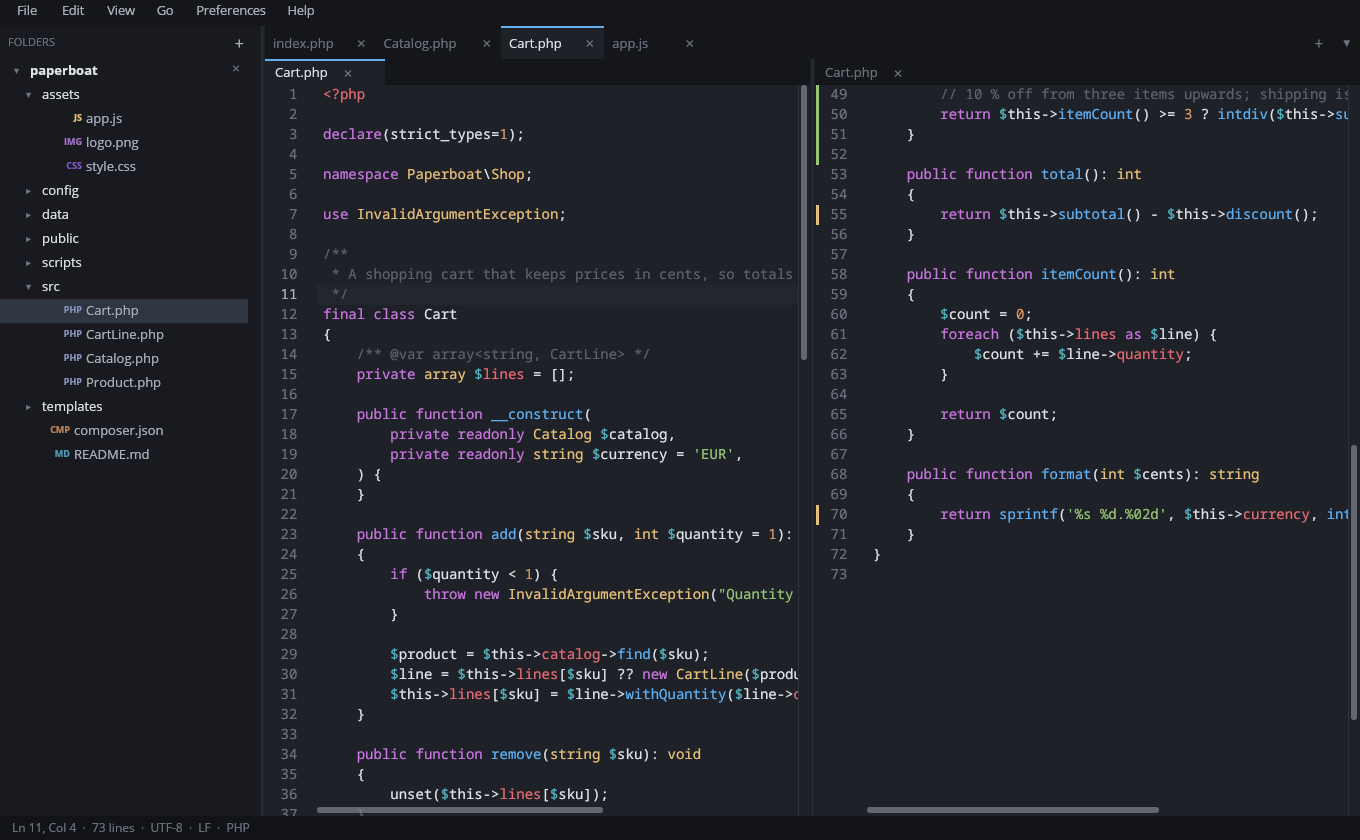 File Edit View Go Preferences Help
FOLDERS +
paperboat
assets
JS app.js
IMG logo.png
CSS style.css
config
data
public
scripts
src
PHP Cart.php
PHP CartLine.php
PHP Catalog.php
PHP Product.php
templates
CMP composer.json
MD README.md
index.php × Catalog.php × Cart.php × app.js ×
Cart.php ×
1 <?php
2
3 declare(strict_types=1);
4
5 namespace Paperboat\Shop;
6
7 use InvalidArgumentException;
8
9 /**
10 * A shopping cart that keeps prices in cents, so totals
11 */
12 final class Cart
13 {
14 /** @var array<string, CartLine> */
15 private array $lines = [];
16
17 public function __construct(
18 private readonly Catalog $catalog,
19 private readonly string $currency = 'EUR',
20 ) {
21 }
22
23 public function add(string $sku, int $quantity = 1):
24 {
25 if ($quantity < 1) {
26 throw new InvalidArgumentException("Quantity
27 }
28
29 $product = $this->catalog->find($sku);
30 $line = $this->lines[$sku] ?? new CartLine($produ
31 $this->lines[$sku] = $line->withQuantity($line->q
32 }
33
34 public function remove(string $sku): void
35 {
36 unset($this->lines[$sku]);
37 }
Cart.php ×
49 // 10 % off from three items upwards; shipping is
50 return $this->itemCount() >= 3 ? intdiv($this->su
51 }
52
53 public function total(): int
54 {
55 return $this->subtotal() - $this->discount();
56 }
57
58 public function itemCount(): int
59 {
60 $count = 0;
61 foreach ($this->lines as $line) {
62 $count += $line->quantity;
63 }
64
65 return $count;
66 }
67
68 public function format(int $cents): string
69 {
70 return sprintf('%s %d.%02d', $this->currency, int
71 }
72 }
73
Ln 11, Col 4 · 73 lines · UTF-8 · LF · PHP